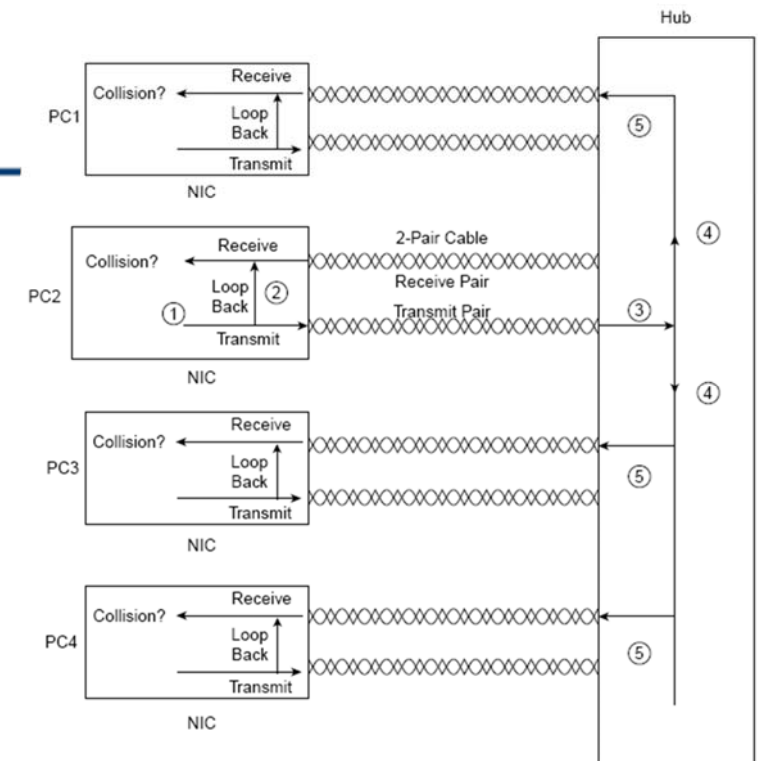 Hub
Receive
Collision?
PC1
Loop
Back
⑤
Transmit
NIC
2-Pair Cable
④
Receive
Collision?
Receive Pair
PC2
Loop
Back
②
①
Transmit Pair
③
Transmit
NIC
④
Receive
Collision?
PC3
Loop
Back
⑤
Transmit
NIC
Receive
Collision?
PC4
Loop
Back
⑤
Transmit
NIC